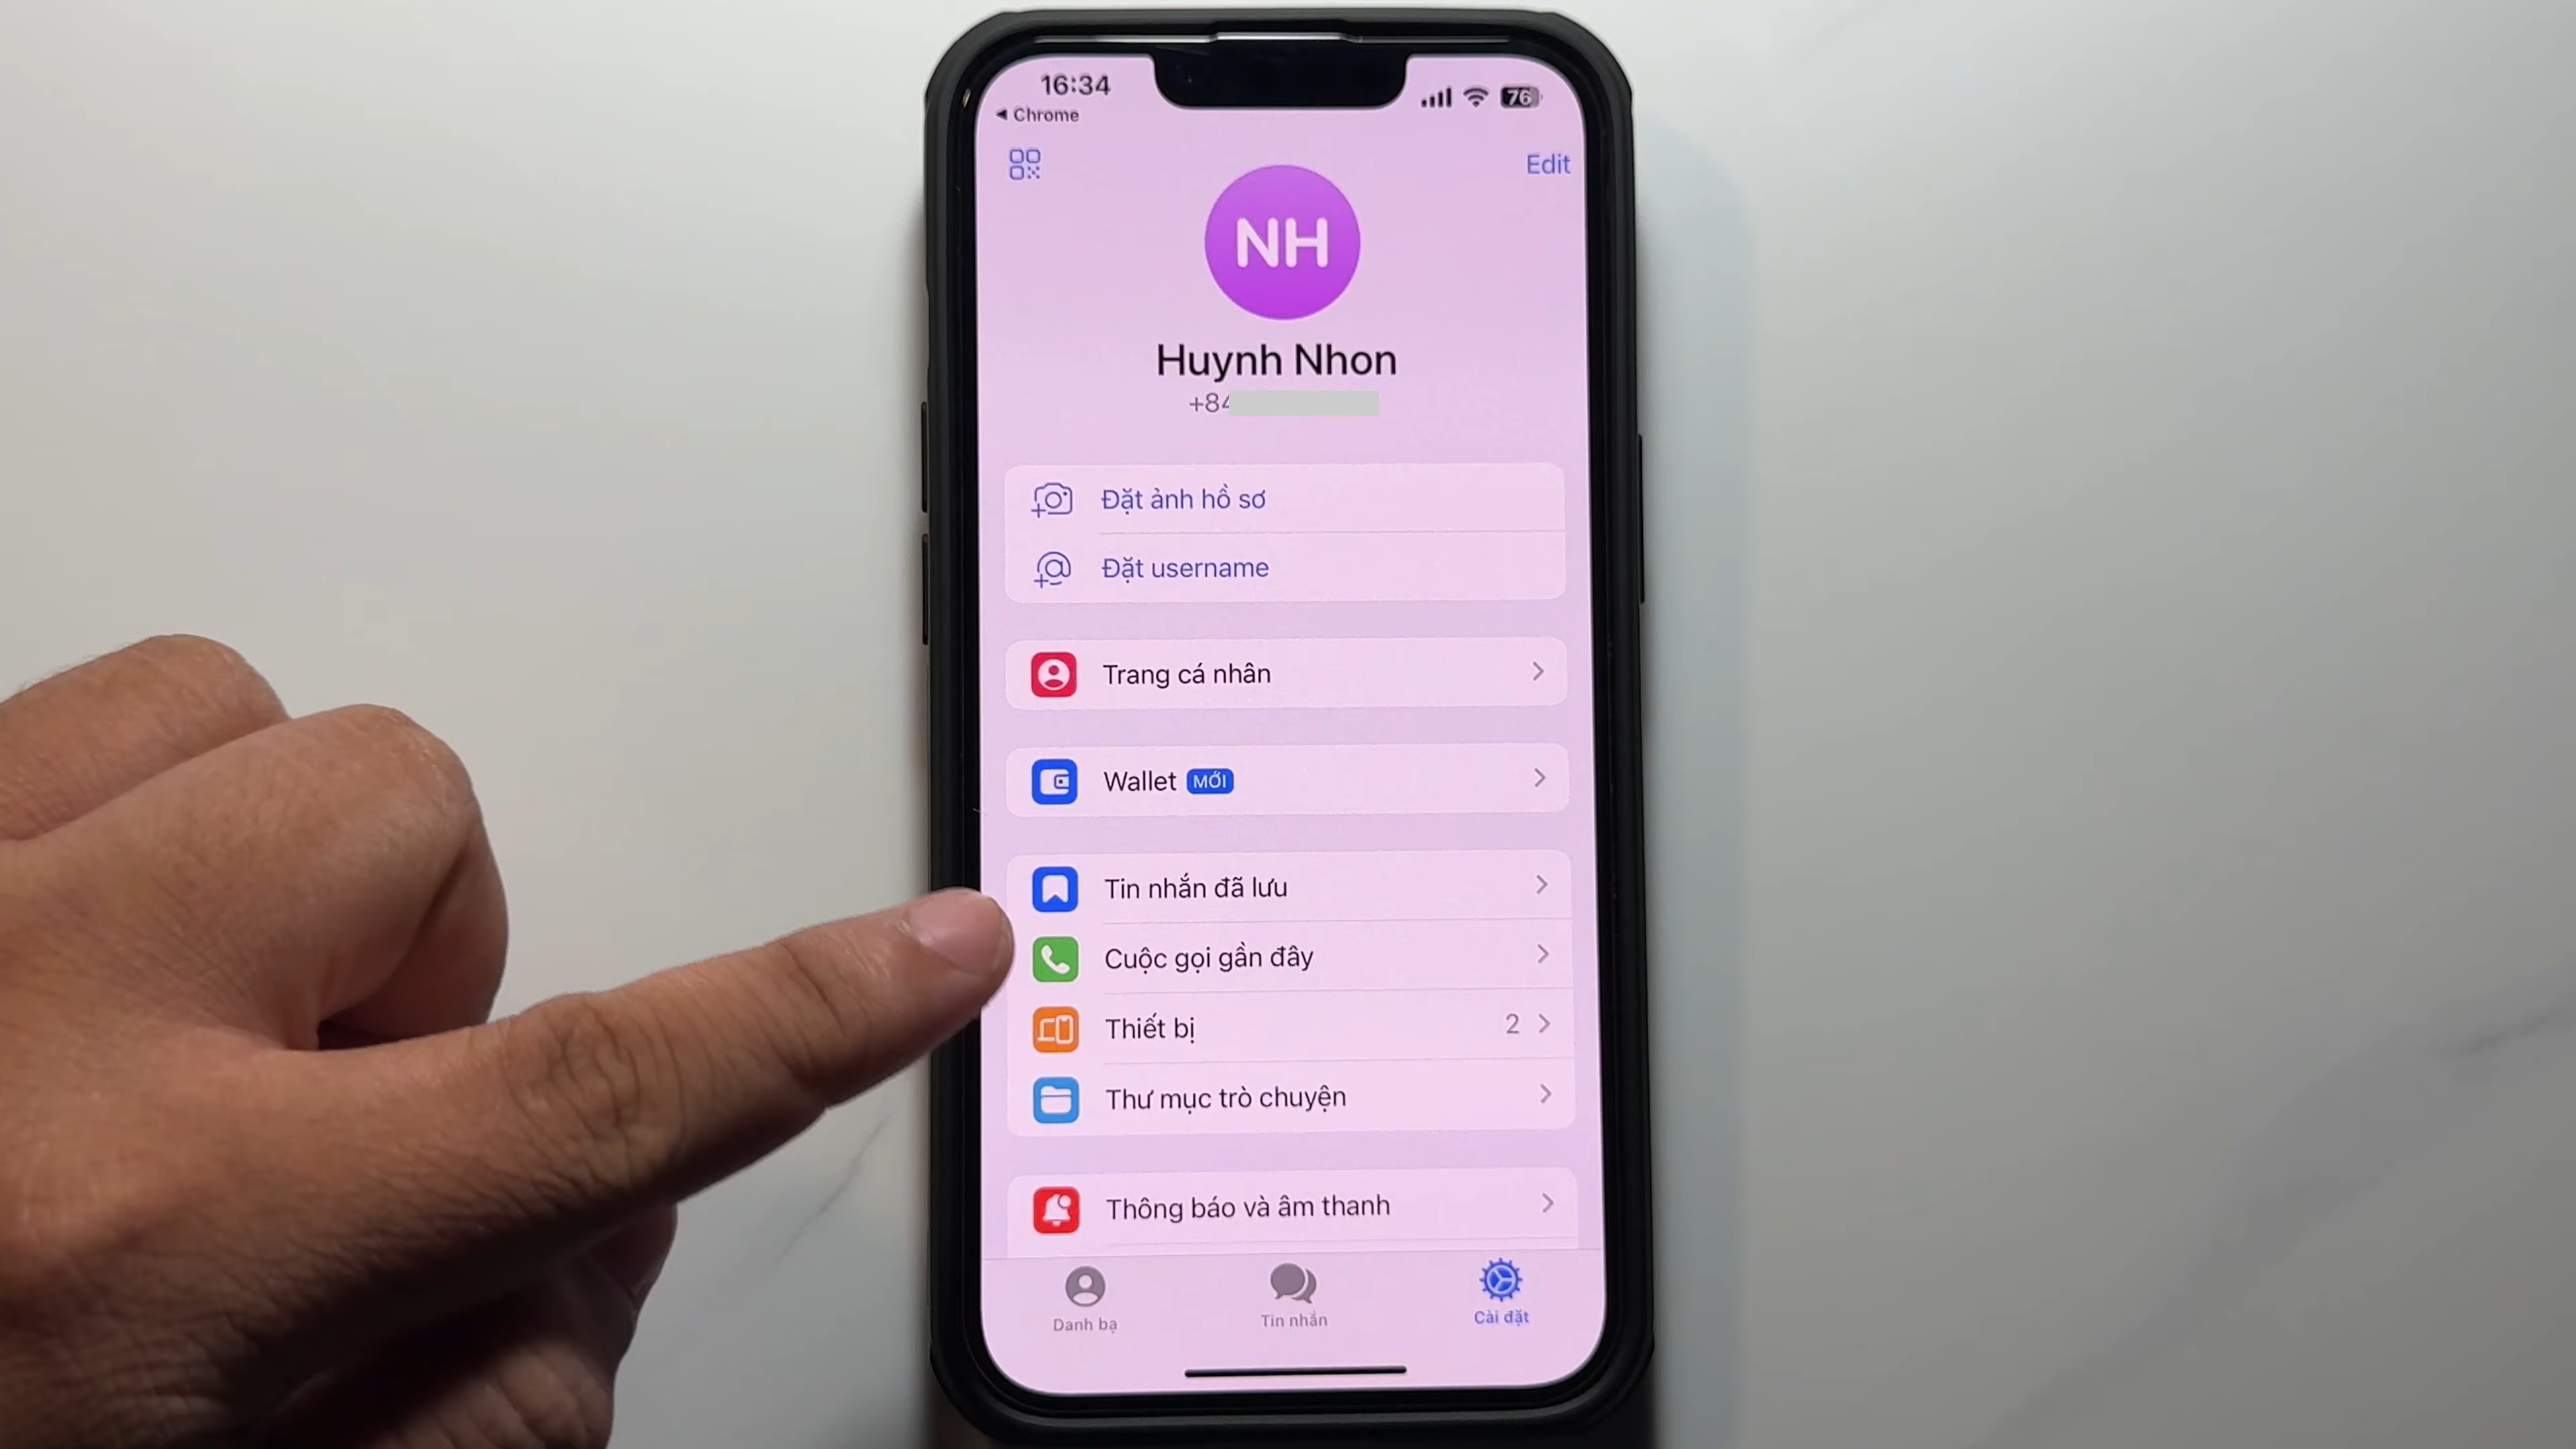 16:34
76
◄ Chrome
Edit
NH
Huynh Nhon
+84
Đặt ảnh hồ sơ
Đặt username
Trang cá nhân
Wallet MỚI
Tin nhắn đã lưu
Cuộc gọi gần đây
Thiết bị 2
Thư mục trò chuyện
Thông báo và âm thanh
Danh bạ
Tin nhắn
Cài đặt